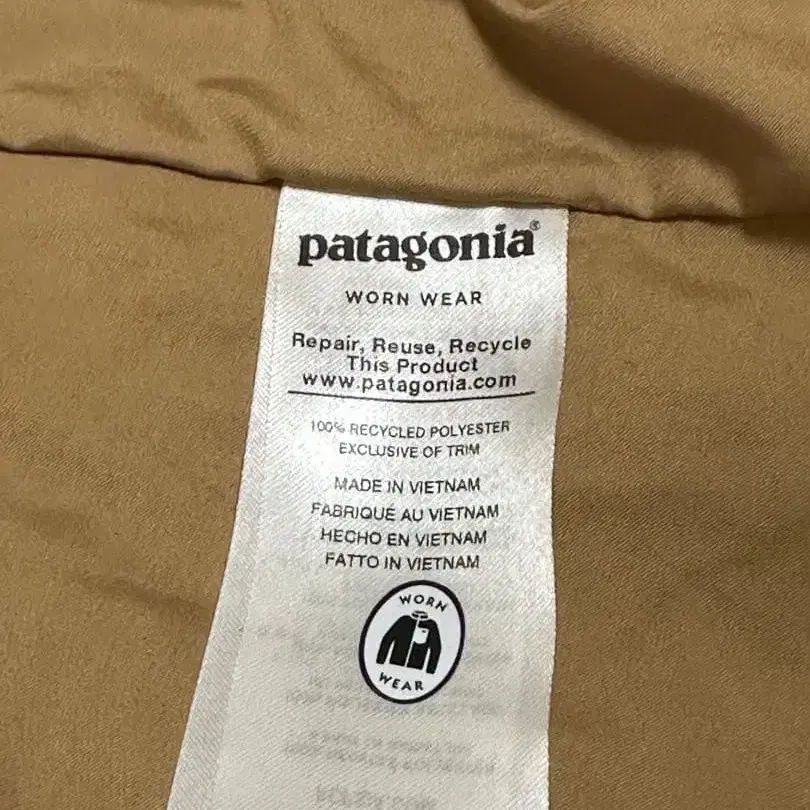 patagonia®
WORN WEAR
Repair, Reuse, Recycle
This Product
www.patagonia.com
100% RECYCLED POLYESTER
EXCLUSIVE OF TRIM
MADE IN VIETNAM
FABRIQUÉ AU VIETNAM
HECHO EN VIETNAM
FATTO IN VIETNAM
WORN
WEAR